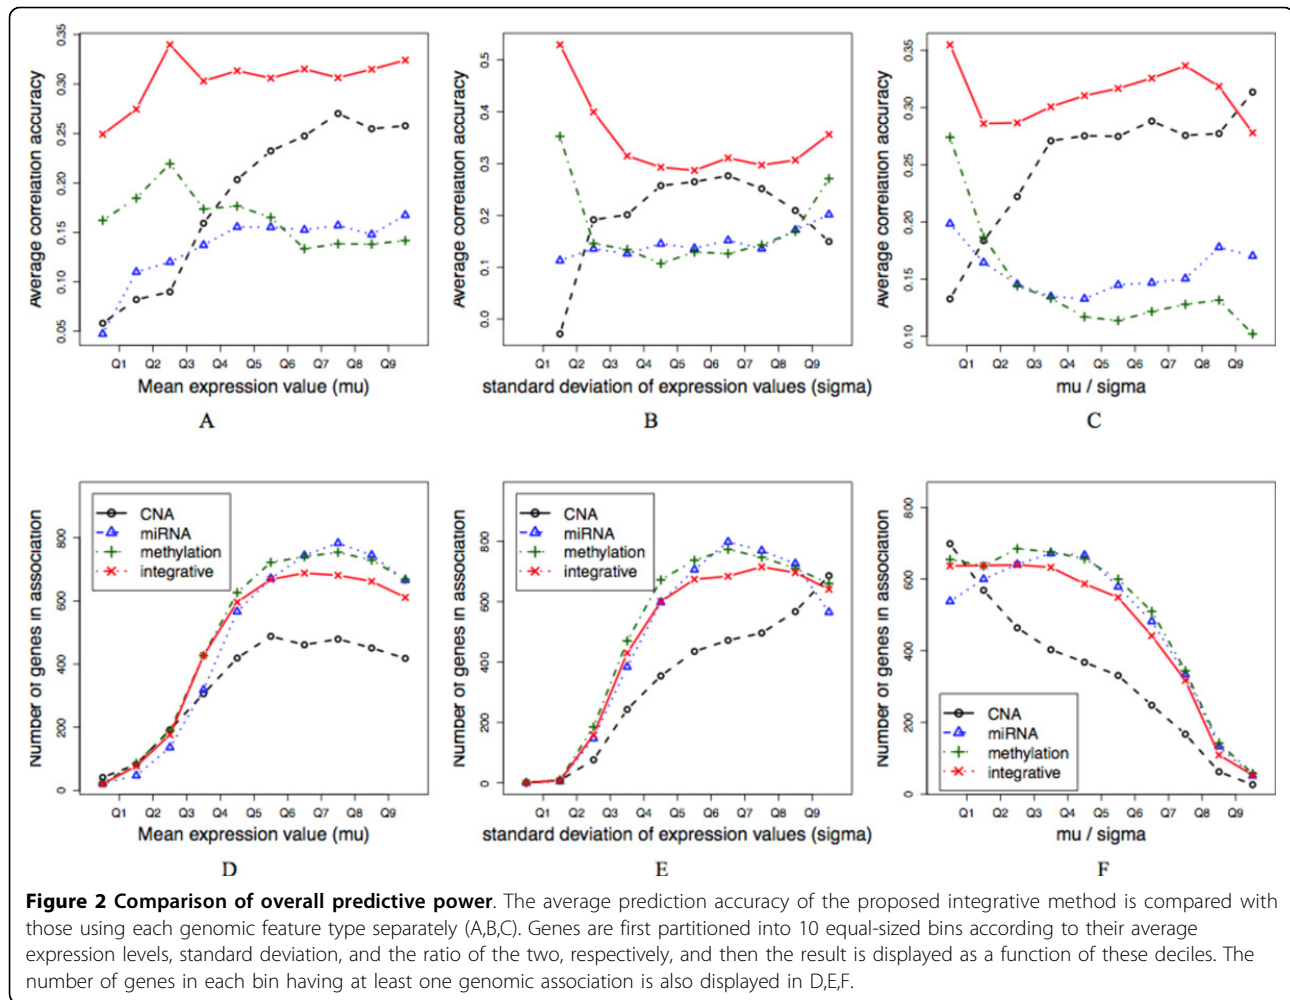 Average correlation accuracy
0.05 0.10 0.15 0.20 0.25 0.30 0.35
Q1 Q2 Q3 Q4 Q5 Q6 Q7 Q8 Q9
Mean expression value (mu)
A
Average correlation accuracy
0.0 0.1 0.2 0.3 0.4 0.5
Q1 Q2 Q3 Q4 Q5 Q6 Q7 Q8 Q9
standard deviation of expression values (sigma)
B
Average correlation accuracy
0.10 0.15 0.20 0.25 0.30 0.35
Q1 Q2 Q3 Q4 Q5 Q6 Q7 Q8 Q9
mu / sigma
C
Number of genes in association
0 200 400 600 800
CNA
miRNA
methylation
integrative
Q1 Q2 Q3 Q4 Q5 Q6 Q7 Q8 Q9
Mean expression value (mu)
D
Number of genes in association
0 200 400 600 800
CNA
miRNA
methylation
integrative
Q1 Q2 Q3 Q4 Q5 Q6 Q7 Q8 Q9
standard deviation of expression values (sigma)
E
Number of genes in association
0 200 400 600 800
CNA
miRNA
methylation
integrative
Q1 Q2 Q3 Q4 Q5 Q6 Q7 Q8 Q9
mu / sigma
F
Figure 2 Comparison of overall predictive power. The average prediction accuracy of the proposed integrative method is compared with
those using each genomic feature type separately (A,B,C). Genes are first partitioned into 10 equal-sized bins according to their average
expression levels, standard deviation, and the ratio of the two, respectively, and then the result is displayed as a function of these deciles. The
number of genes in each bin having at least one genomic association is also displayed in D,E,F.